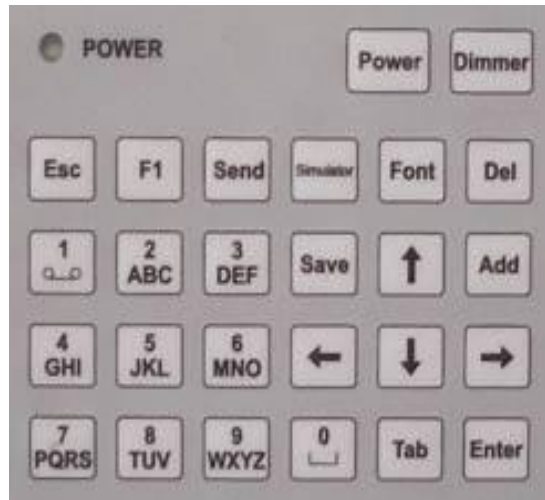 POWER
Power
Dimmer
Esc
F1
Send
Simulator
Font
Del
1
2
ABC
3
DEF
Save
↑
Add
4
GHI
5
JKL
6
MNO
←
↓
→
7
PQRS
8
TUV
9
WXYZ
0
Tab
Enter